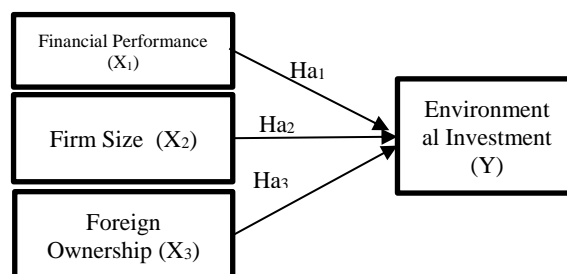 Financial Performance
(X₁)
Ha₁
Firm Size (X₂)
Ha₂
Environment
al Investment
(Y)
Ha₃
Foreign
Ownership (X₃)